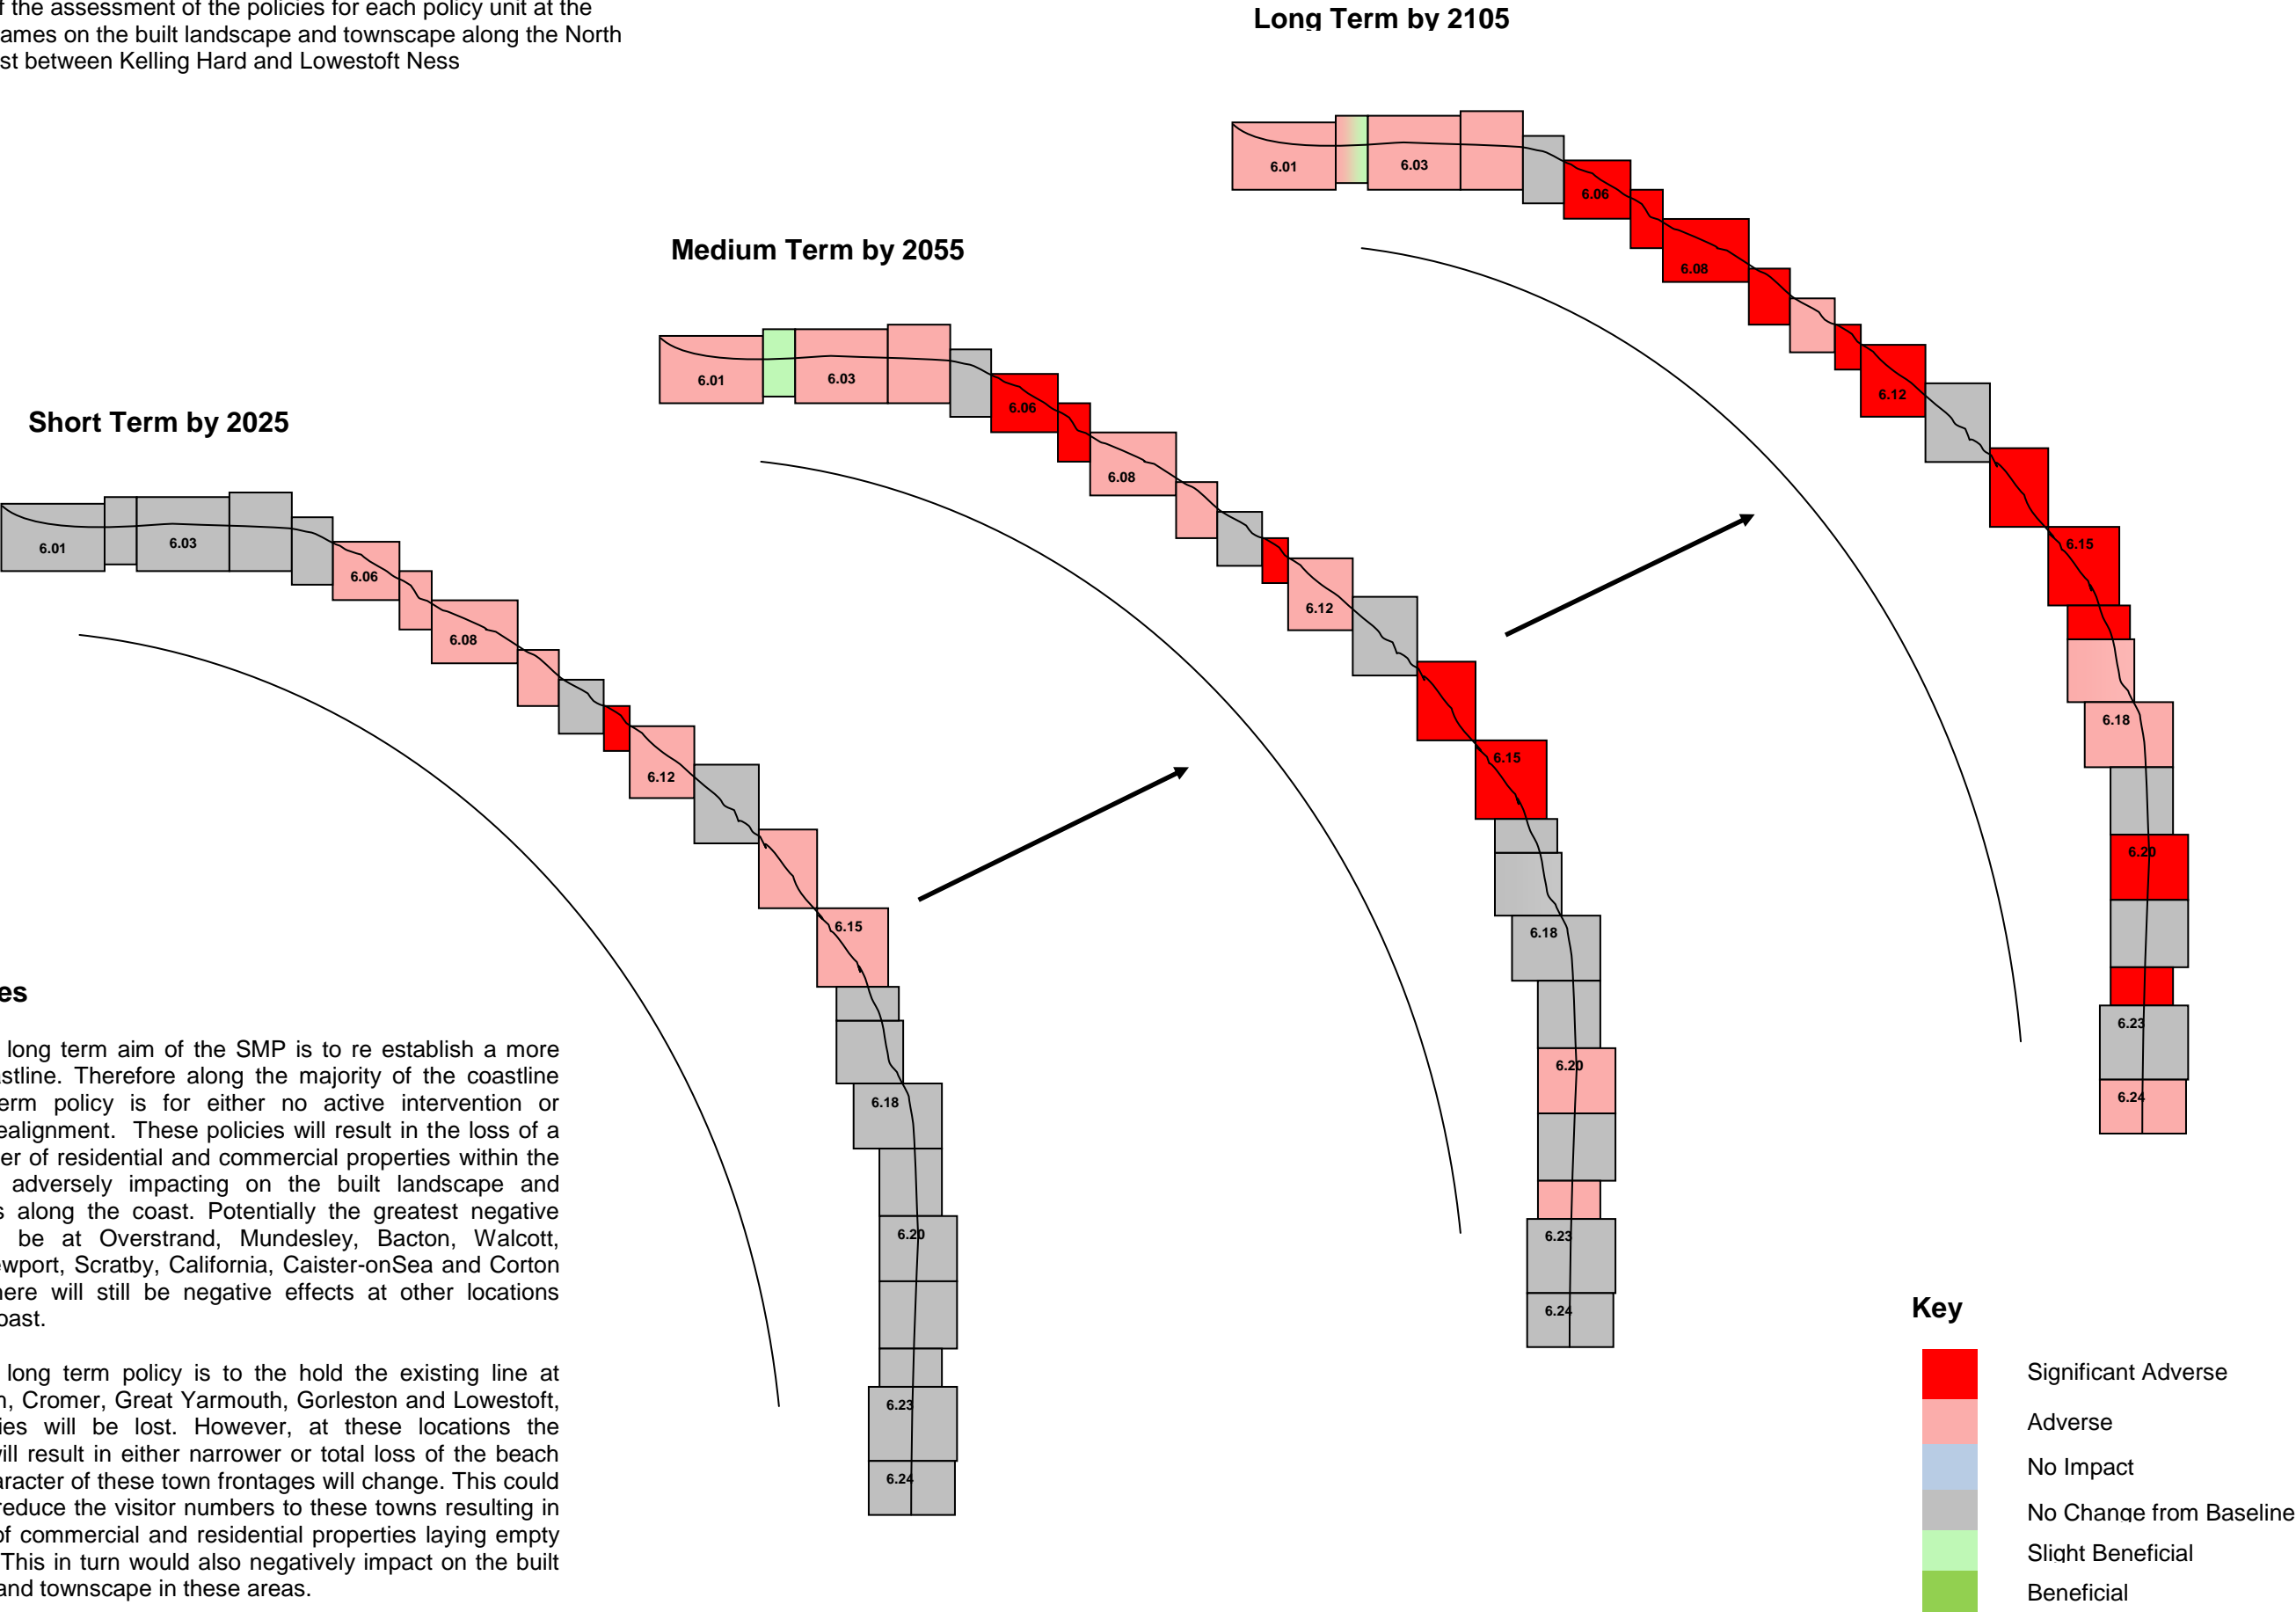 f the assessment of the policies for each policy unit at the
ames on the built landscape and townscape along the North
st between Kelling Hard and Lowestoft Ness
Long Term by 2105
6.01
6.03
6.06
6.08
6.12
6.15
6.18
6.20
6.23
6.24
Medium Term by 2055
6.01
6.03
6.06
6.08
6.12
6.15
6.18
6.20
6.23
6.24
Short Term by 2025
6.01
6.03
6.06
6.08
6.12
6.15
6.18
6.20
6.23
6.24
es
long term aim of the SMP is to re establish a more
astline. Therefore along the majority of the coastline
erm policy is for either no active intervention or
ealignment. These policies will result in the loss of a
er of residential and commercial properties within the
adversely impacting on the built landscape and
s along the coast. Potentially the greatest negative
be at Overstrand, Mundesley, Bacton, Walcott,
ewport, Scratby, California, Caister-onSea and Corton
here will still be negative effects at other locations
oast.
long term policy is to the hold the existing line at
n, Cromer, Great Yarmouth, Gorleston and Lowestoft,
ies will be lost. However, at these locations the
vill result in either narrower or total loss of the beach
aracter of these town frontages will change. This could
reduce the visitor numbers to these towns resulting in
of commercial and residential properties laying empty
This in turn would also negatively impact on the built
and townscape in these areas.
Key
Significant Adverse
Adverse
No Impact
No Change from Baseline
Slight Beneficial
Beneficial